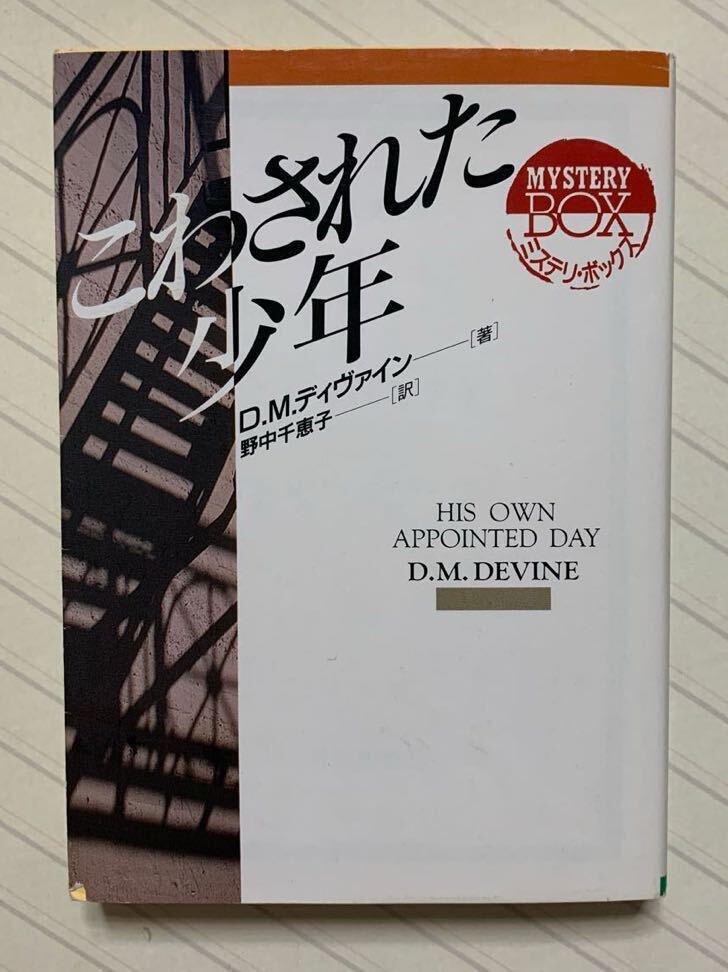 こわされた
少年
D.M.ディヴァイン──[著]
野中千恵子──[訳]
MYSTERY
BOX
ミステリ・ボックス
HIS OWN
APPOINTED DAY
D.M. DEVINE